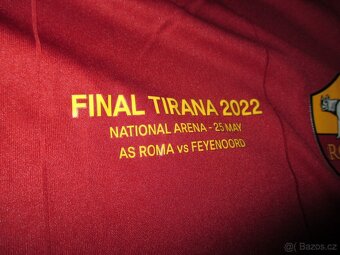 FINAL TIRANA 2022
NATIONAL ARENA - 25 MAY
AS ROMA vs FEYENOORD
Bazos.cz